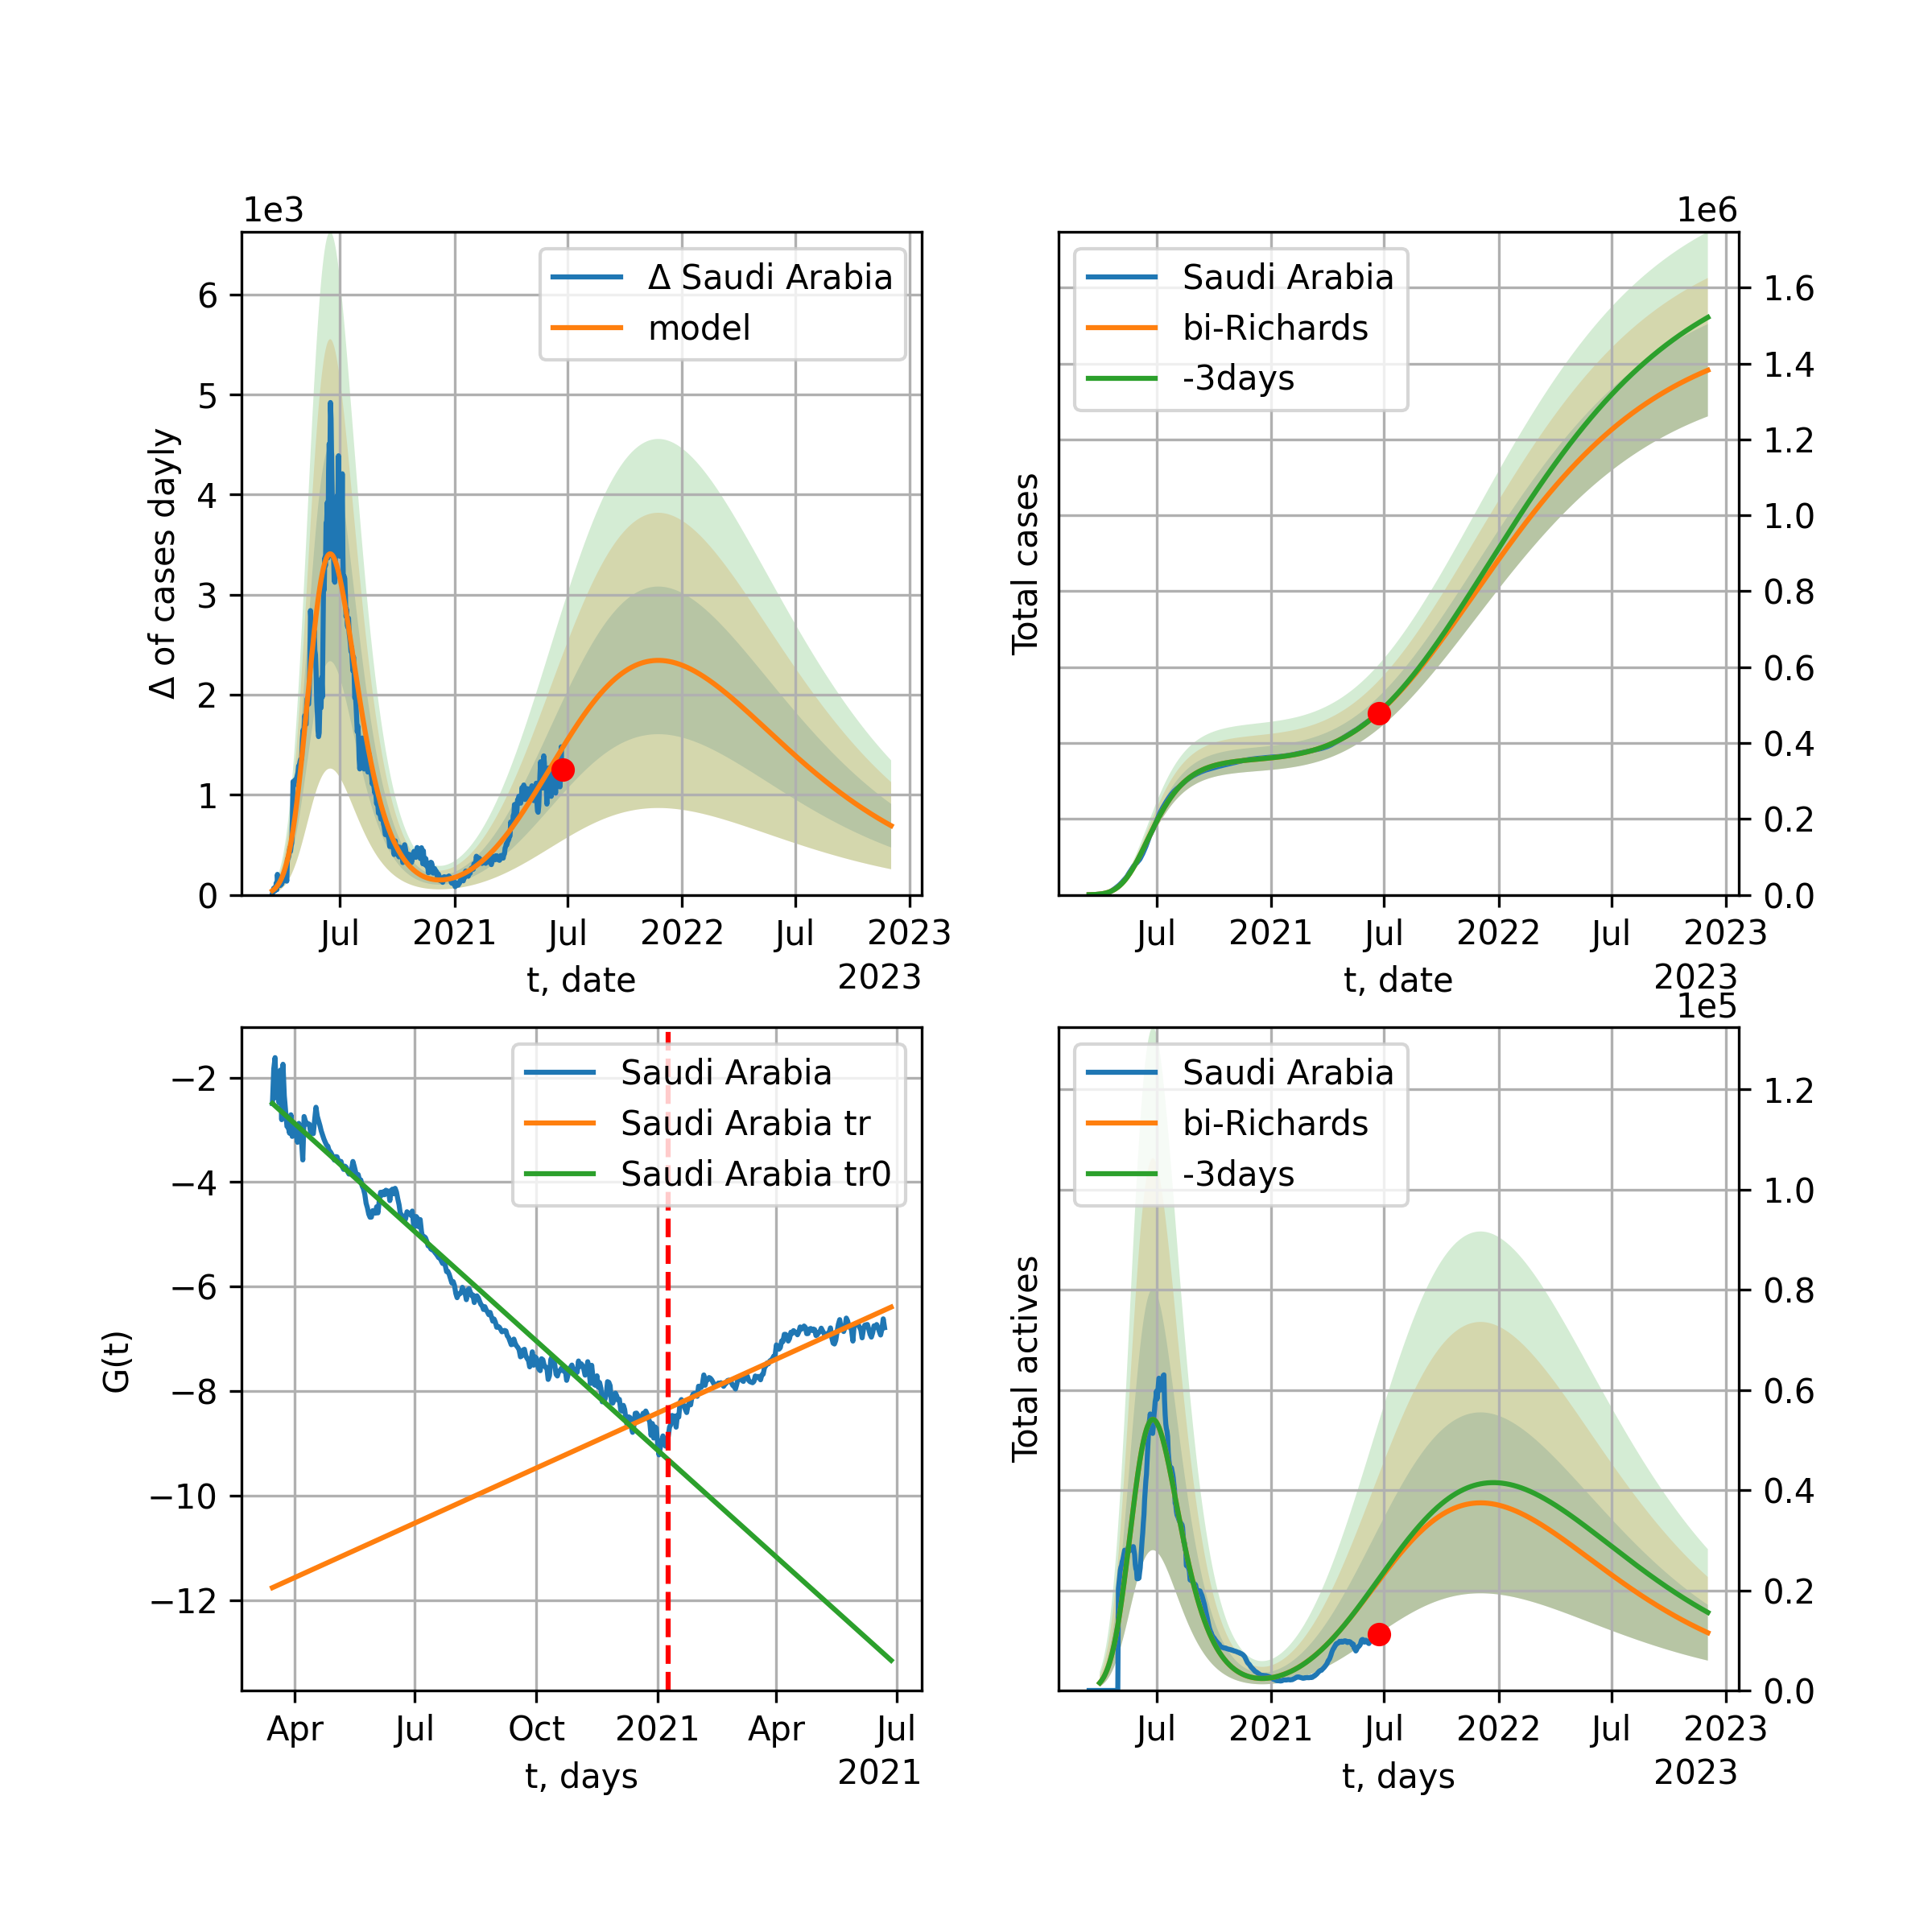 1e3
Δ of cases dayly
6
5
4
3
2
1
0
Δ Saudi Arabia
model
Jul 2021 Jul 2022 Jul 2023
t, date
2023
1e6
Total cases
Saudi Arabia
bi-Richards
-3days
1.6
1.4
1.2
1.0
0.8
0.6
0.4
0.2
0.0
Jul 2021 Jul 2022 Jul 2023
t, date
2023
G(t)
−2
−4
−6
−8
−10
−12
Saudi Arabia
Saudi Arabia tr
Saudi Arabia tr0
Apr Jul Oct 2021 Apr Jul
t, days
2021
1e5
Total actives
Saudi Arabia
bi-Richards
-3days
1.2
1.0
0.8
0.6
0.4
0.2
0.0
Jul 2021 Jul 2022 Jul 2023
t, days
2023